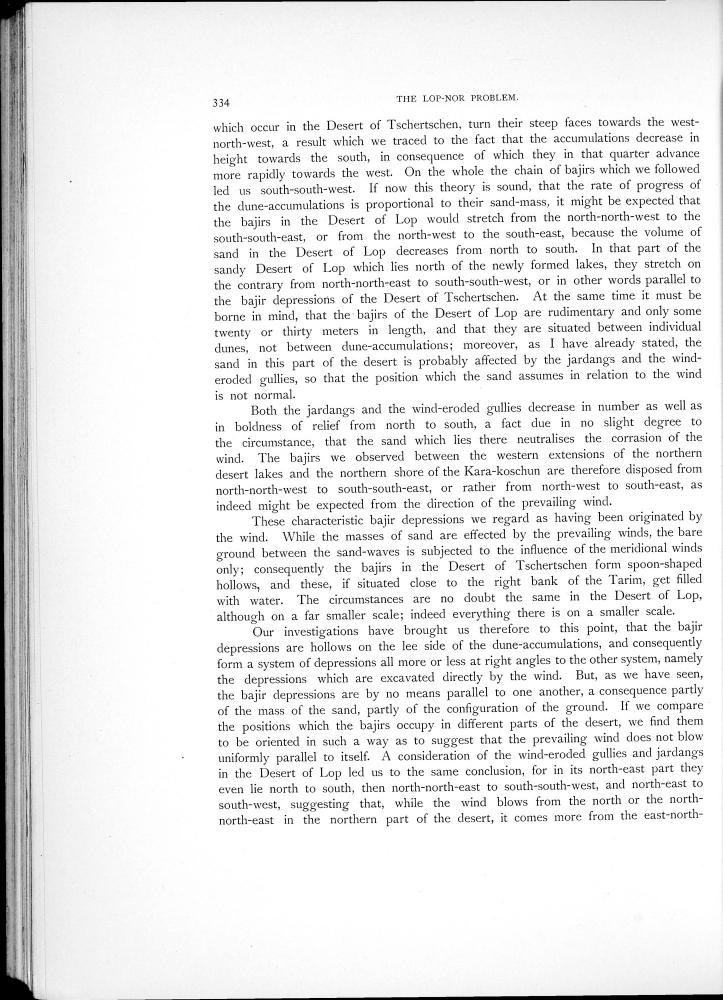 334
THE LOP-NOR PROBLEM.
which occur in the Desert of Tschertschen, turn their steep faces towards the west-
north-west, a result which we traced to the fact that the accumulations decrease in
height towards the south, in consequence of which they in that quarter advance
more rapidly towards the west. On the whole the chain of bajirs which we followed
led us south-south-west. If now this theory is sound, that the rate of progress of
the dune-accumulations is proportional to their sand-mass, it might be expected that
the bajirs in the Desert of Lop would stretch from the north-north-west to the
south-south-east, or from the north-west to the south-east, because the volume of
sand in the Desert of Lop decreases from north to south. In that part of the
sandy Desert of Lop which lies north of the newly formed lakes, they stretch on
the contrary from north-north-east to south-south-west, or in other words parallel to
the bajir depressions of the Desert of Tschertschen. At the same time it must be
borne in mind, that the bajirs of the Desert of Lop are rudimentary and only some
twenty or thirty meters in length, and that they are situated between individual
dunes, not between dune-accumulations; moreover, as I have already stated, the
sand in this part of the desert is probably affected by the jardangs and the wind-
eroded gullies, so that the position which the sand assumes in relation to the wind
is not normal.
Both the jardangs and the wind-eroded gullies decrease in number as well as
in boldness of relief from north to south, a fact due in no slight degree to
the circumstance, that the sand which lies there neutralises the corrasion of the
wind. The bajirs we observed between the western extensions of the northern
desert lakes and the northern shore of the Kara-koschun are therefore disposed from
north-north-west to south-south-east, or rather from north-west to south-east, as
indeed might be expected from the direction of the prevailing wind.
These characteristic bajir depressions we regard as having been originated by
the wind. While the masses of sand are effected by the prevailing winds, the bare
ground between the sand-waves is subjected to the influence of the meridional winds
only; consequently the bajirs in the Desert of Tschertschen form spoon-shaped
hollows, and these, if situated close to the right bank of the Tarim, get filled
with water. The circumstances are no doubt the same in the Desert of Lop,
although on a far smaller scale; indeed everything there is on a smaller scale.
Our investigations have brought us therefore to this point, that the bajir
depressions are hollows on the lee side of the dune-accumulations, and consequently
form a system of depressions all more or less at right angles to the other system, namely
the depressions which are excavated directly by the wind. But, as we have seen,
the bajir depressions are by no means parallel to one another, a consequence partly
of the mass of the sand, partly of the configuration of the ground. If we compare
the positions which the bajirs occupy in different parts of the desert, we find them
to be oriented in such a way as to suggest that the prevailing wind does not blow
uniformly parallel to itself. A consideration of the wind-eroded gullies and jardangs
in the Desert of Lop led us to the same conclusion, for in its north-east part they
even lie north to south, then north-north-east to south-south-west, and north-east to
south-west, suggesting that, while the wind blows from the north or the north-
north-east in the northern part of the desert, it comes more from the east-north-